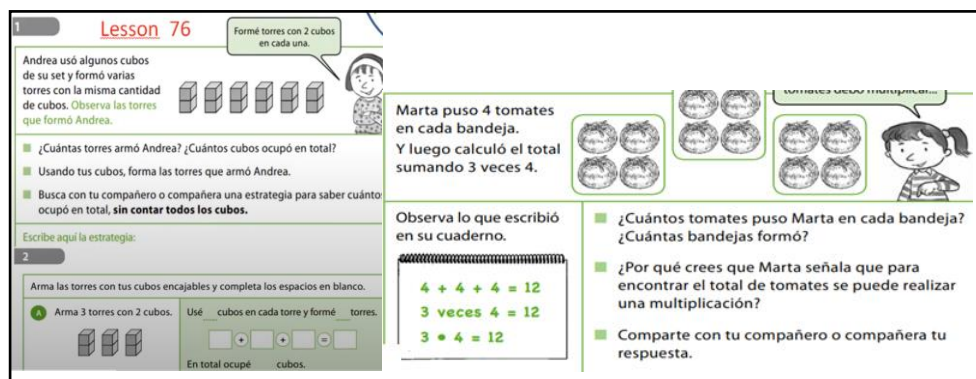 1
Lesson 76
Formé torres con 2 cubos
en cada una.
Andrea usó algunos cubos
de su set y formó varias
torres con la misma cantidad
de cubos. Observa las torres
que formó Andrea.
¿Cuántas torres armó Andrea? ¿Cuántos cubos ocupó en total?
Usando tus cubos, forma las torres que armó Andrea.
Busca con tu compañero o compañera una estrategia para saber cuánto
ocupó en total, sin contar todos los cubos.
Escribe aquí la estrategia:
2
Arma las torres con tus cubos encajables y completa los espacios en blanco.
A Arma 3 torres con 2 cubos.
Usé cubos en cada torre y formé torres.
+ + =
En total ocupé cubos.
tomates debo multiplicar...
Marta puso 4 tomates
en cada bandeja.
Y luego calculó el total
sumando 3 veces 4.
Observa lo que escribió
en su cuaderno.
4 + 4 + 4 = 12
3 veces 4 = 12
3 • 4 = 12
¿Cuántos tomates puso Marta en cada bandeja?
¿Cuántas bandejas formó?
¿Por qué crees que Marta señala que para
encontrar el total de tomates se puede realizar
una multiplicación?
Comparte con tu compañero o compañera tu
respuesta.